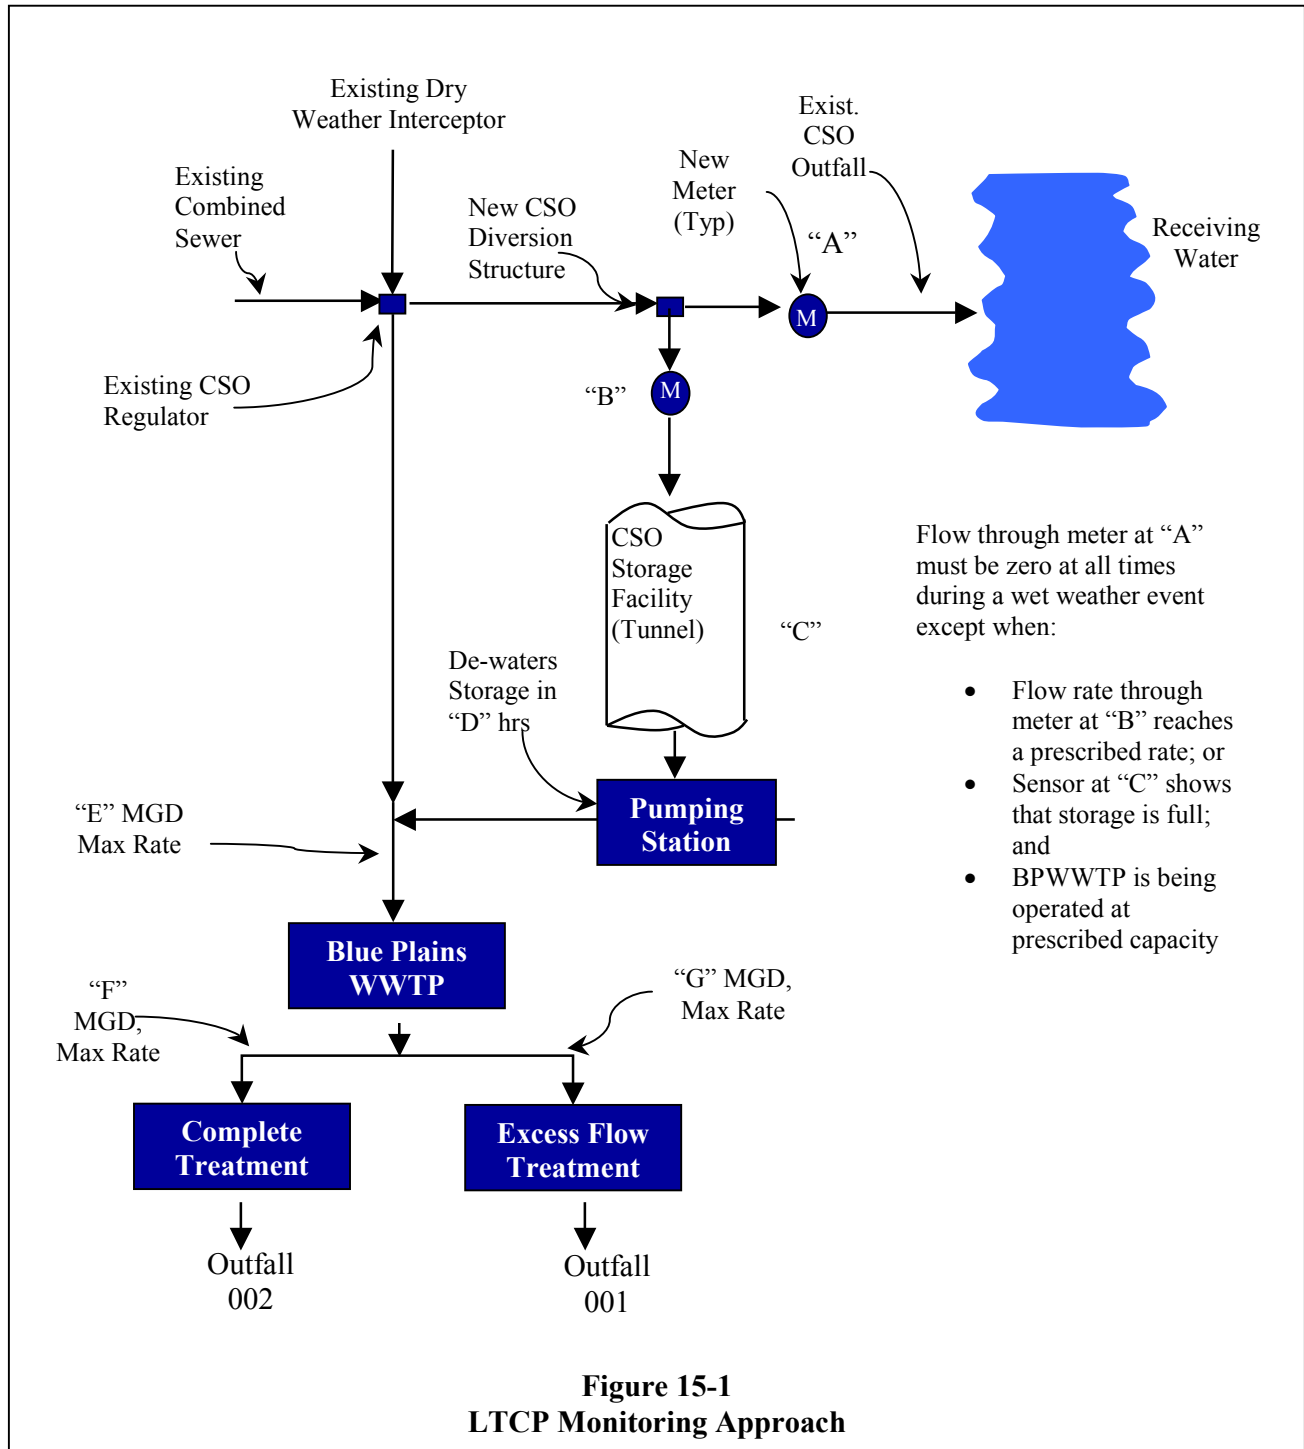 Existing Dry
Weather Interceptor
Existing
Combined
Sewer
New CSO
Diversion
Structure
New
Meter
(Typ)
Exist.
CSO
Outfall
“A”
Receiving
Water
M
Existing CSO
Regulator
“B”
M
CSO
Storage
Facility
(Tunnel)
“C”
Flow through meter at “A”
must be zero at all times
during a wet weather event
except when:
• Flow rate through
meter at “B” reaches
a prescribed rate; or
• Sensor at “C” shows
that storage is full;
and
• BPWWTP is being
operated at
prescribed capacity
De-waters
Storage in
“D” hrs
Pumping
Station
“E” MGD
Max Rate
Blue Plains
WWTP
“F”
MGD,
Max Rate
“G” MGD,
Max Rate
Complete
Treatment
Excess Flow
Treatment
Outfall
002
Outfall
001
Figure 15-1
LTCP Monitoring Approach